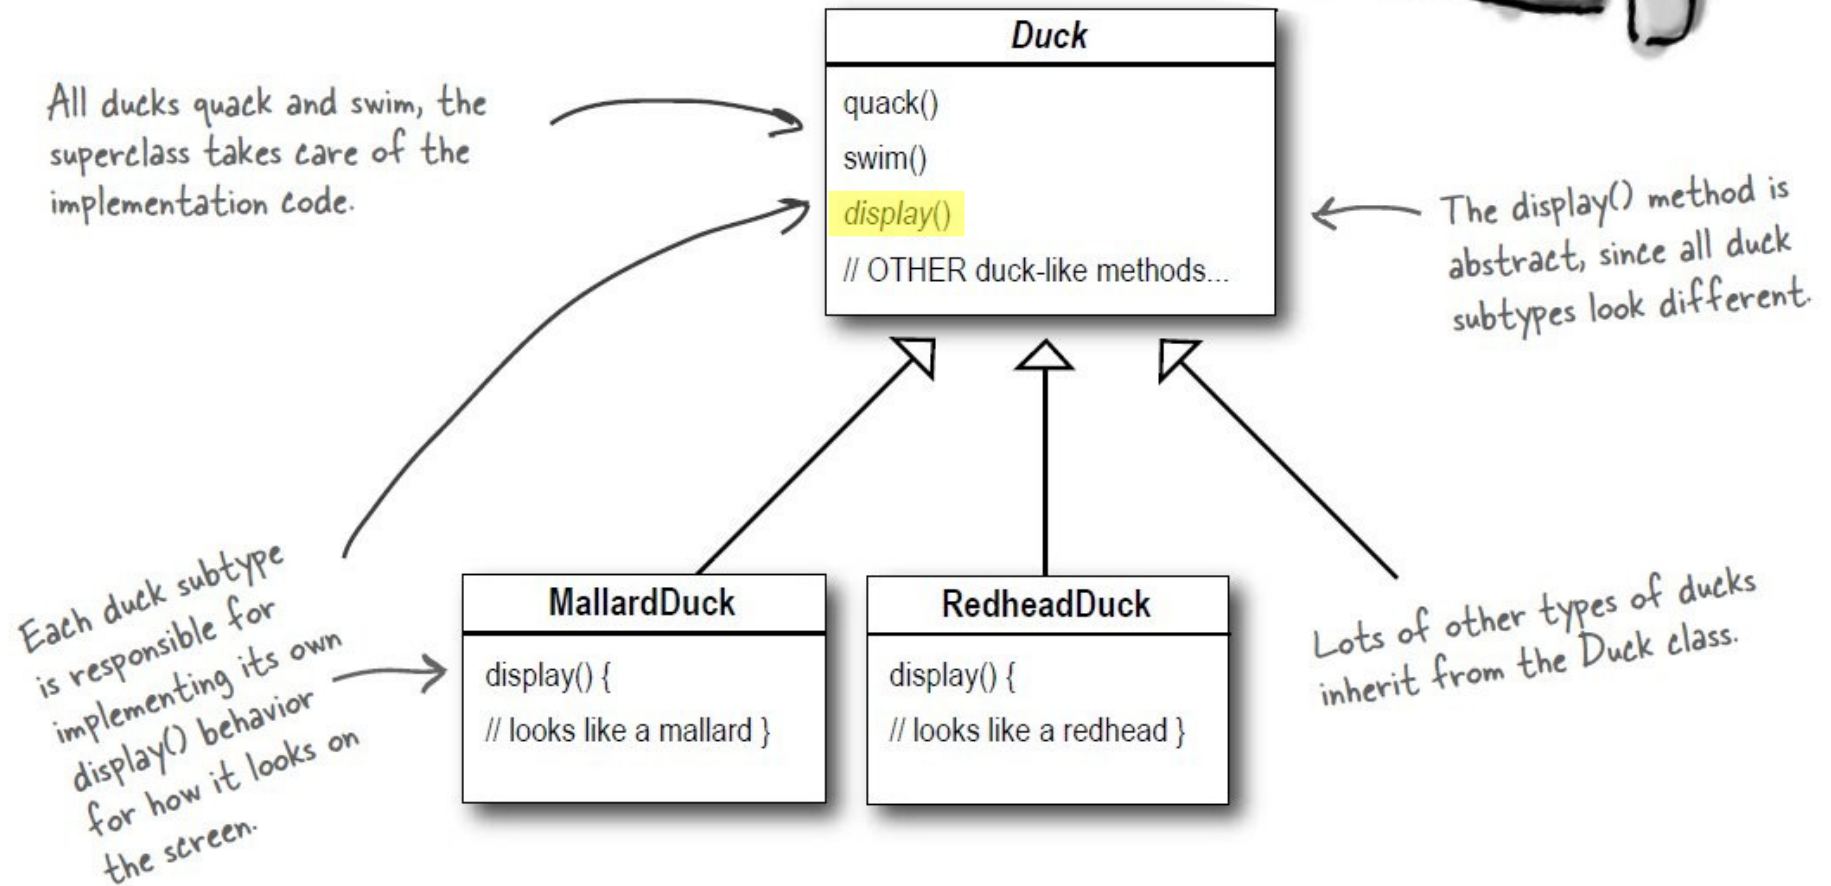 Duck
quack()
swim()
display()
// OTHER duck-like methods...
All ducks quack and swim, the
superclass takes care of the
implementation code.
The display() method is
abstract, since all duck
subtypes look different.
Each duck subtype
is responsible for
implementing its own
display() behavior
for how it looks on
the screen.
MallardDuck
display() {
// looks like a mallard }
RedheadDuck
display() {
// looks like a redhead }
Lots of other types of ducks
inherit from the Duck class.